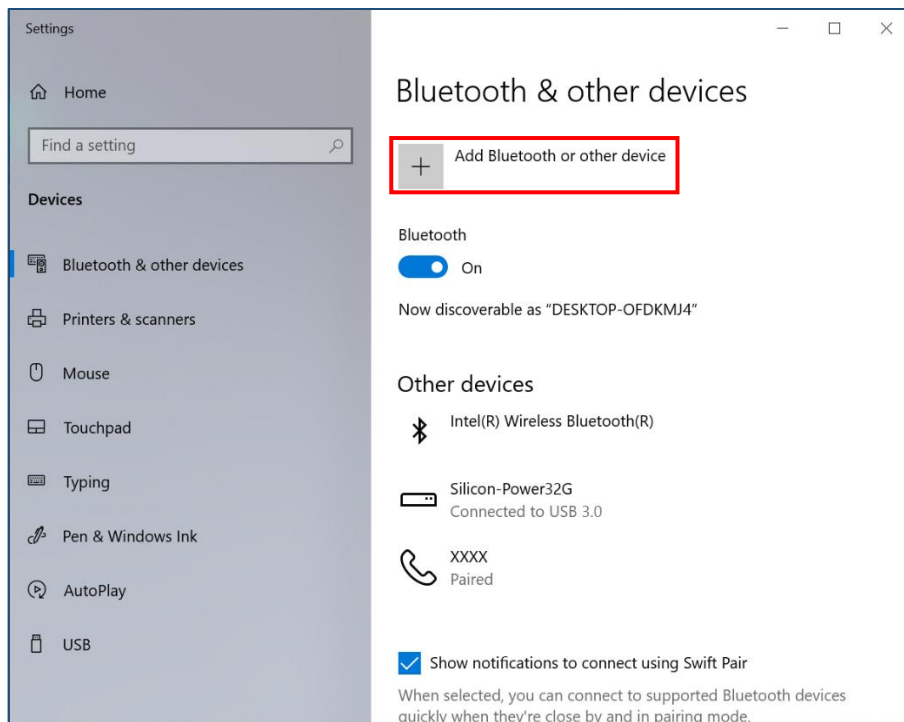 Settings
Home
Find a setting
Devices
Bluetooth & other devices
Printers & scanners
Mouse
Touchpad
Typing
Pen & Windows Ink
AutoPlay
USB
Bluetooth & other devices
Add Bluetooth or other device
Bluetooth
On
Now discoverable as “DESKTOP-OFDKMJ4”
Other devices
Intel(R) Wireless Bluetooth(R)
Silicon-Power32G
Connected to USB 3.0
XXXX
Paired
Show notifications to connect using Swift Pair
When selected, you can connect to supported Bluetooth devices
quickly when they’re close by and in pairing mode.